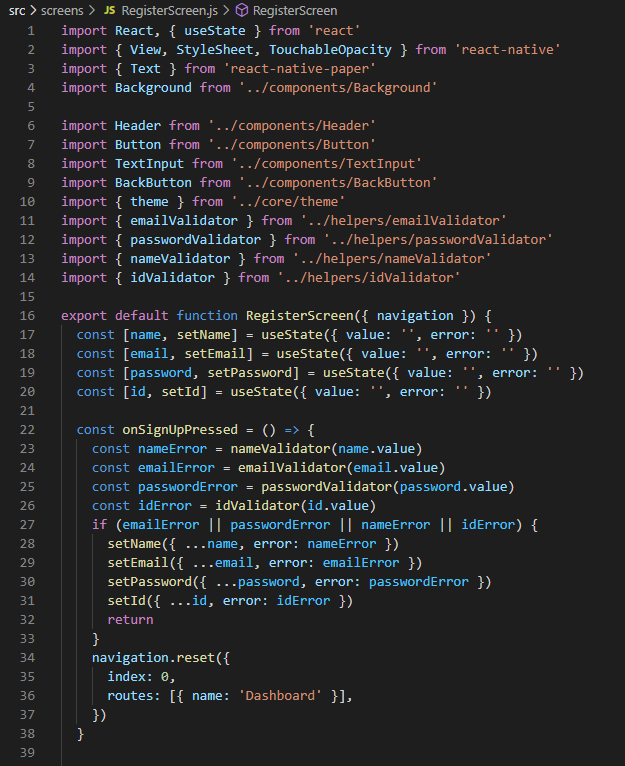 src > screens > JS RegisterScreen.js > RegisterScreen
1 import React, { useState } from 'react'
2 import { View, StyleSheet, TouchableOpacity } from 'react-native'
3 import { Text } from 'react-native-paper'
4 import Background from '../components/Background'
5
6 import Header from '../components/Header'
7 import Button from '../components/Button'
8 import TextInput from '../components/TextInput'
9 import BackButton from '../components/BackButton'
10 import { theme } from '../core/theme'
11 import { emailValidator } from '../helpers/emailValidator'
12 import { passwordValidator } from '../helpers/passwordValidator'
13 import { nameValidator } from '../helpers/nameValidator'
14 import { idValidator } from '../helpers/idValidator'
15
16 export default function RegisterScreen({ navigation }) {
17   const [name, setName] = useState({ value: '', error: '' })
18   const [email, setEmail] = useState({ value: '', error: '' })
19   const [password, setPassword] = useState({ value: '', error: '' })
20   const [id, setId] = useState({ value: '', error: '' })
21
22   const onSignUpPressed = () => {
23     const nameError = nameValidator(name.value)
24     const emailError = emailValidator(email.value)
25     const passwordError = passwordValidator(password.value)
26     const idError = idValidator(id.value)
27     if (emailError || passwordError || nameError || idError) {
28       setName({ ...name, error: nameError })
29       setEmail({ ...email, error: emailError })
30       setPassword({ ...password, error: passwordError })
31       setId({ ...id, error: idError })
32       return
33     }
34     navigation.reset({
35       index: 0,
36       routes: [{ name: 'Dashboard' }],
37     })
38   }
39